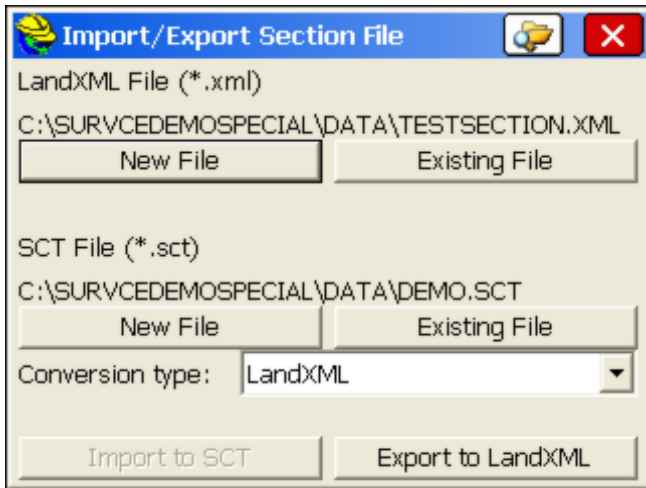 Import/Export Section File
LandXML File (*.xml)
C:\SURVCEDEMOSPECIAL\DATA\TESTSECTION.XML
New File Existing File
SCT File (*.sct)
C:\SURVCEDEMOSPECIAL\DATA\DEMO.SCT
New File Existing File
Conversion type: LandXML
Import to SCT Export to LandXML